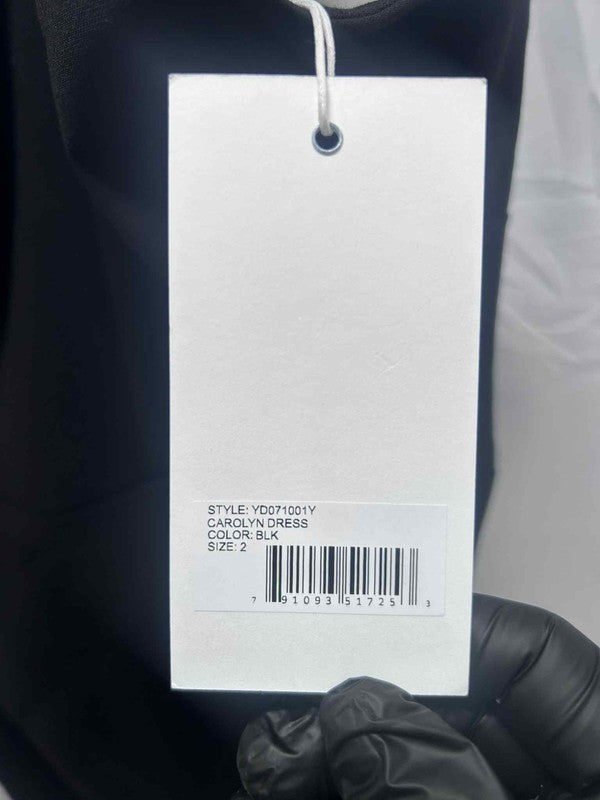 STYLE: YD071001Y
CAROLYN DRESS
COLOR: BLK
SIZE: 2
7 91093 51725 3